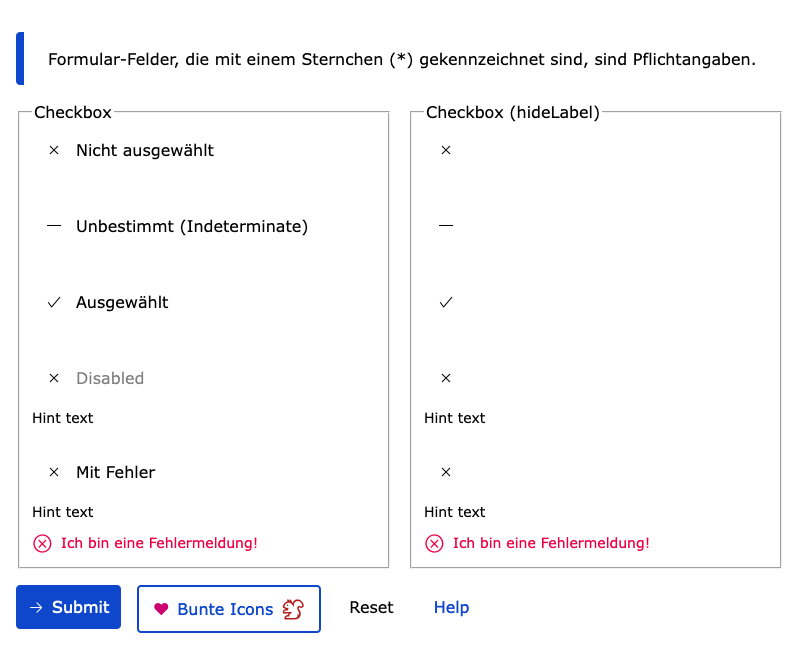 Formular-Felder, die mit einem Sternchen (*) gekennzeichnet sind, sind Pflichtangaben.
Checkbox
Nicht ausgewählt
Unbestimmt (Indeterminate)
Ausgewählt
Disabled
Hint text
Mit Fehler
Hint text
Ich bin eine Fehlermeldung!
Checkbox (hideLabel)
Hint text
Hint text
Ich bin eine Fehlermeldung!
Submit
Bunte Icons
Reset
Help